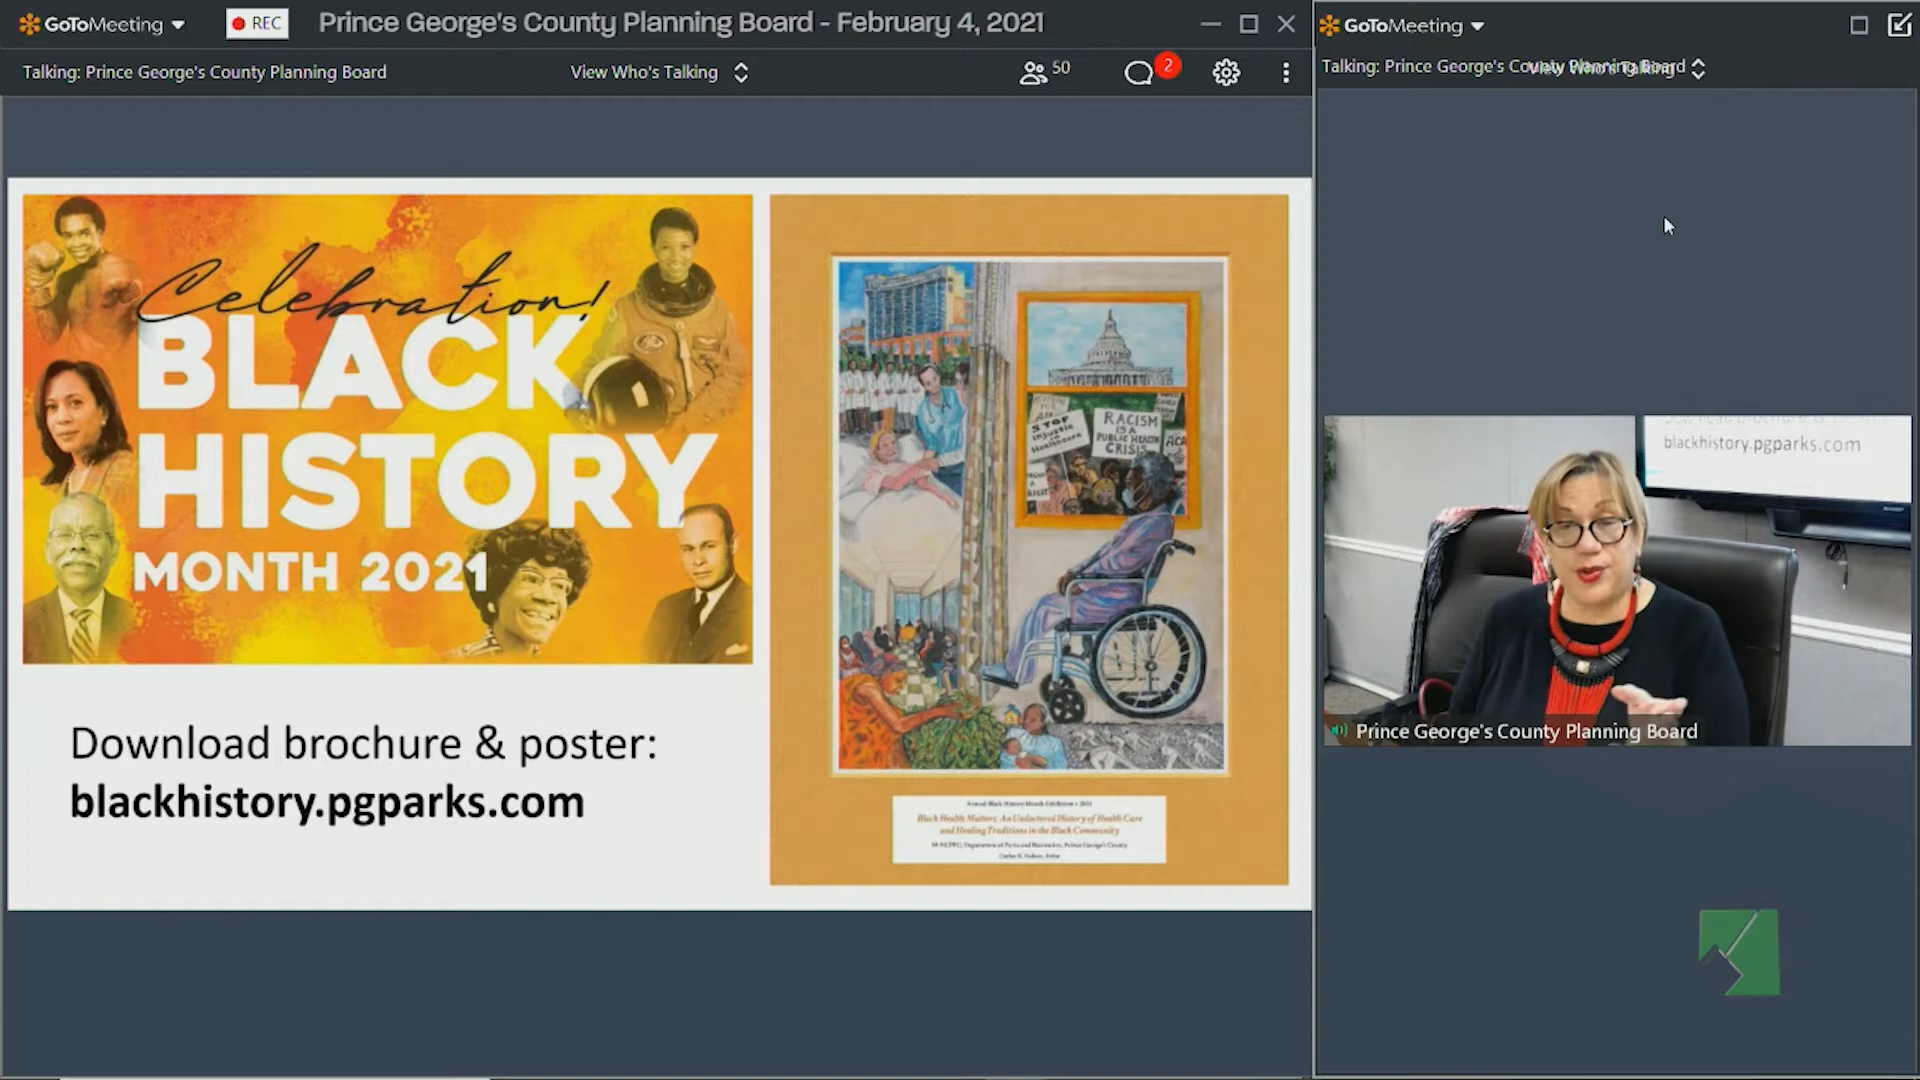 GoToMeeting
REC
Prince George's County Planning Board - February 4, 2021
Talking: Prince George's County Planning Board
View Who's Talking
50
2
Celebration!
BLACK
HISTORY
MONTH 2021
Download brochure & poster:
blackhistory.pgparks.com
STOP
Injustice
in
Healthcare
RACISM
IS A
PUBLIC HEALTH
CRISIS
Annual Black History Month Exhibition • 2021
Black Health Matters: An Undoctored History of Health Care
and Healing Traditions in the Black Community
M-NCPPC, Department of Parks and Recreation, Prince George's County
GoToMeeting
Talking: Prince George's County Planning Board
View Who's Talking
blackhistory.pgparks.com
SHARP
Prince George's County Planning Board